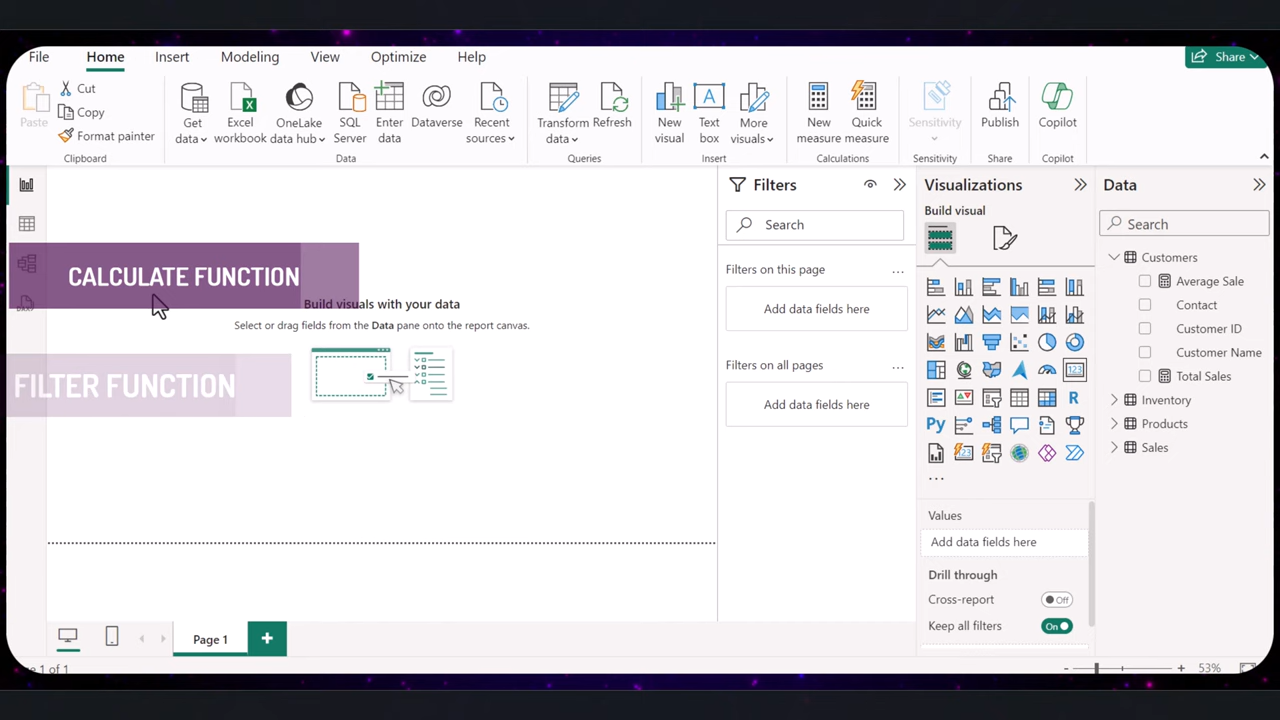 File Home Insert Modeling View Optimize Help
Share
Paste
Cut
Copy
Format painter
Clipboard
Get data
Excel workbook
OneLake data hub
SQL Server
Enter data
Dataverse
Recent sources
Data
Transform data
Refresh
Queries
New visual
Text box
More visuals
Insert
New measure
Quick measure
Calculations
Sensitivity
Sensitivity
Publish
Share
Copilot
Copilot
CALCULATE FUNCTION
FILTER FUNCTION
Build visuals with your data
Select or drag fields from the Data pane onto the report canvas.
Filters
Search
Filters on this page
...
Add data fields here
Filters on all pages
...
Add data fields here
Visualizations
Build visual
123
R
Py
123
...
Values
Add data fields here
Drill through
Cross-report
Off
Keep all filters
On
Data
Search
Customers
Average Sale
Contact
Customer ID
Customer Name
Total Sales
Inventory
Products
Sales
Page 1
+
1 of 1
- + 53%